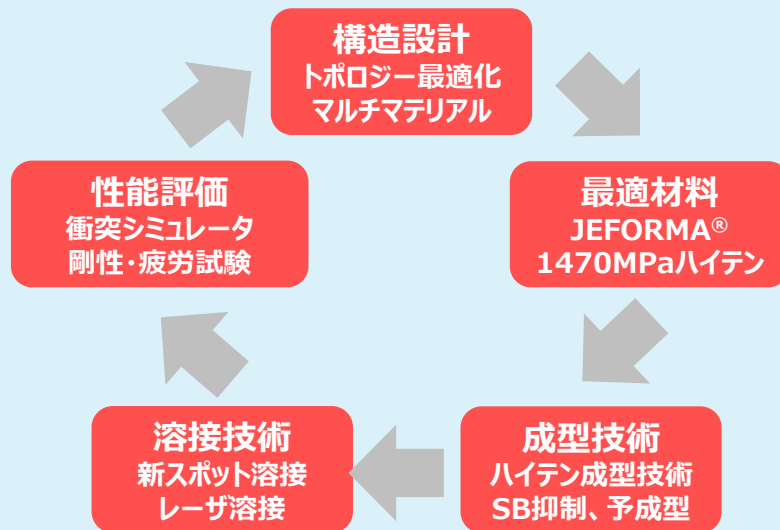 構造設計
トポロジー最適化
マルチマテリアル
最適材料
JEFORMA®
1470MPaハイテン
成型技術
ハイテン成型技術
SB抑制、予成型
溶接技術
新スポット溶接
レーザ溶接
性能評価
衝突シミュレータ
剛性・疲労試験